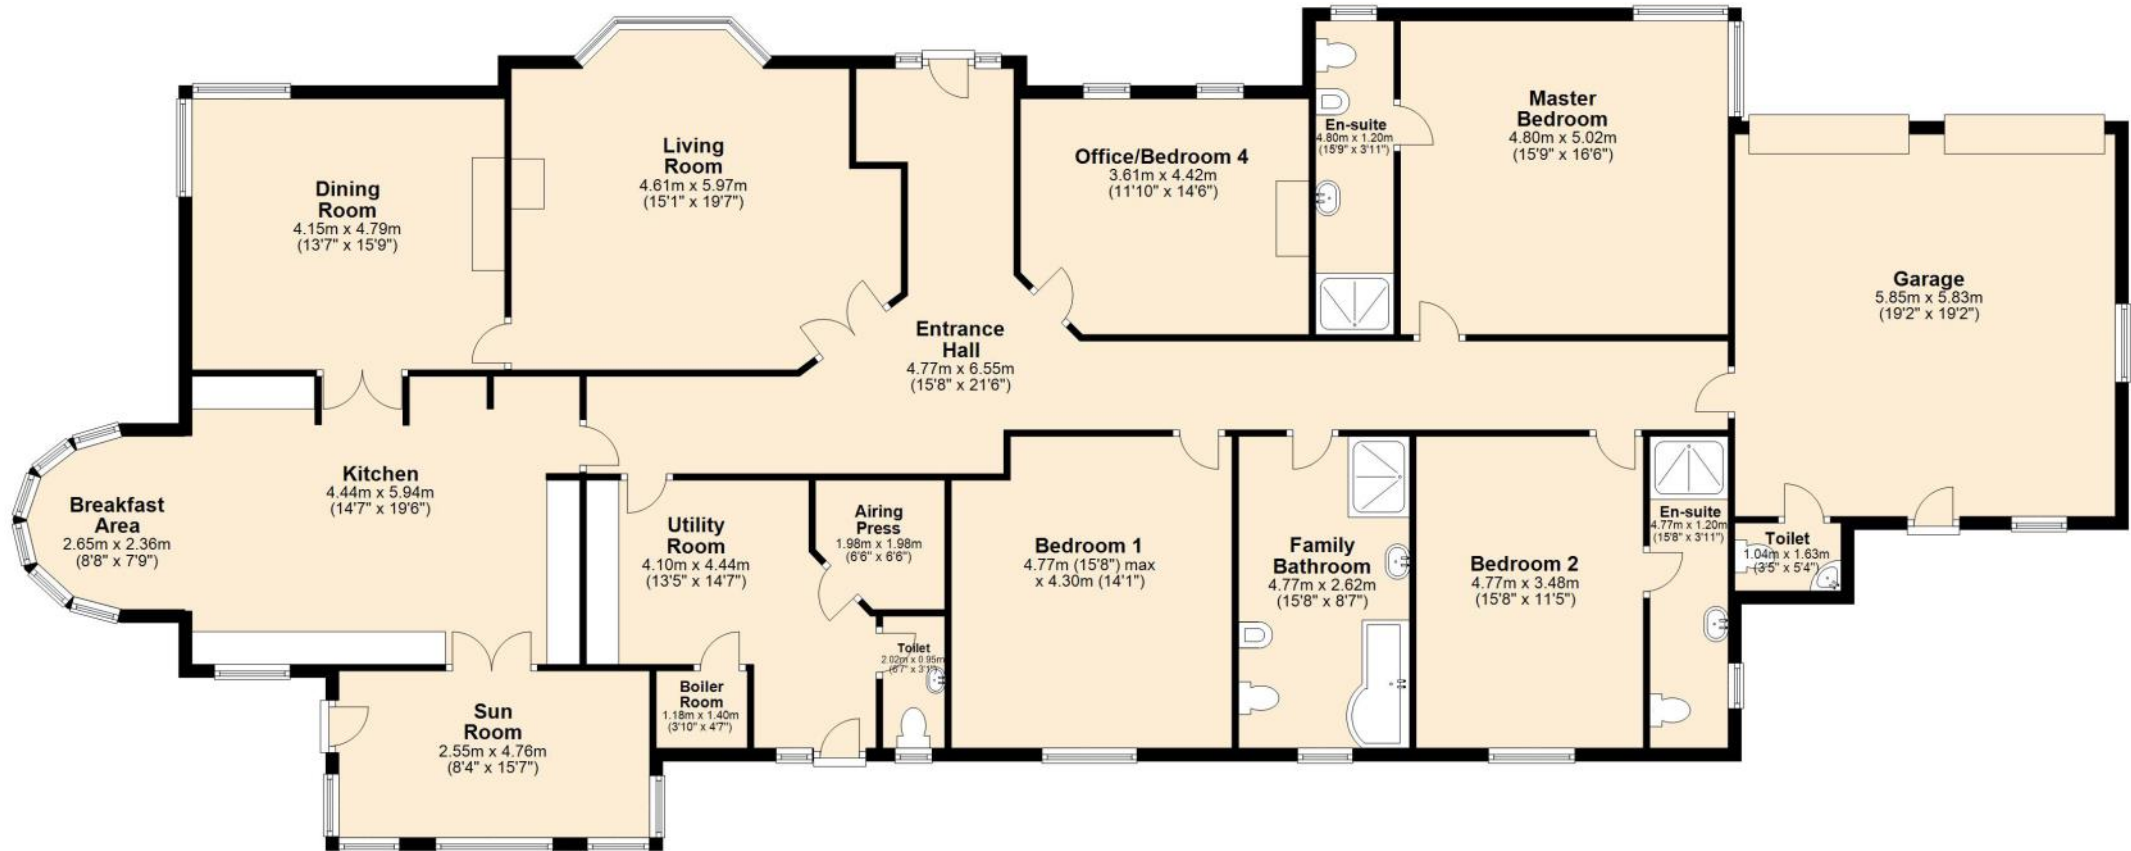 Dining
Room
4.15m x 4.79m
(13'7" x 15'9")
Living
Room
4.61m x 5.97m
(15'1" x 19'7")
Entrance
Hall
4.77m x 6.55m
(15'8" x 21'6")
Office/Bedroom 4
3.61m x 4.42m
(11'10" x 14'6")
En-suite
4.80m x 1.20m
(15'9" x 3'11")
Master
Bedroom
4.80m x 5.02m
(15'9" x 16'6")
Garage
5.85m x 5.83m
(19'2" x 19'2")
Breakfast
Area
2.65m x 2.36m
(8'8" x 7'9")
Kitchen
4.44m x 5.94m
(14'7" x 19'6")
Utility
Room
4.10m x 4.44m
(13'5" x 14'7")
Airing
Press
1.98m x 1.98m
(6'6" x 6'6")
Bedroom 1
4.77m (15'8") max
x 4.30m (14'1")
Family
Bathroom
4.77m x 2.62m
(15'8" x 8'7")
Bedroom 2
4.77m x 3.48m
(15'8" x 11'5")
En-suite
4.77m x 1.20m
(15'8" x 3'11")
Toilet
1.04m x 1.63m
(3'5" x 5'4")
Sun
Room
2.55m x 4.76m
(8'4" x 15'7")
Boiler
Room
1.18m x 1.40m
(3'10" x 4'7")
Toilet
2.02m x 0.95m
(6'7" x 3'1")